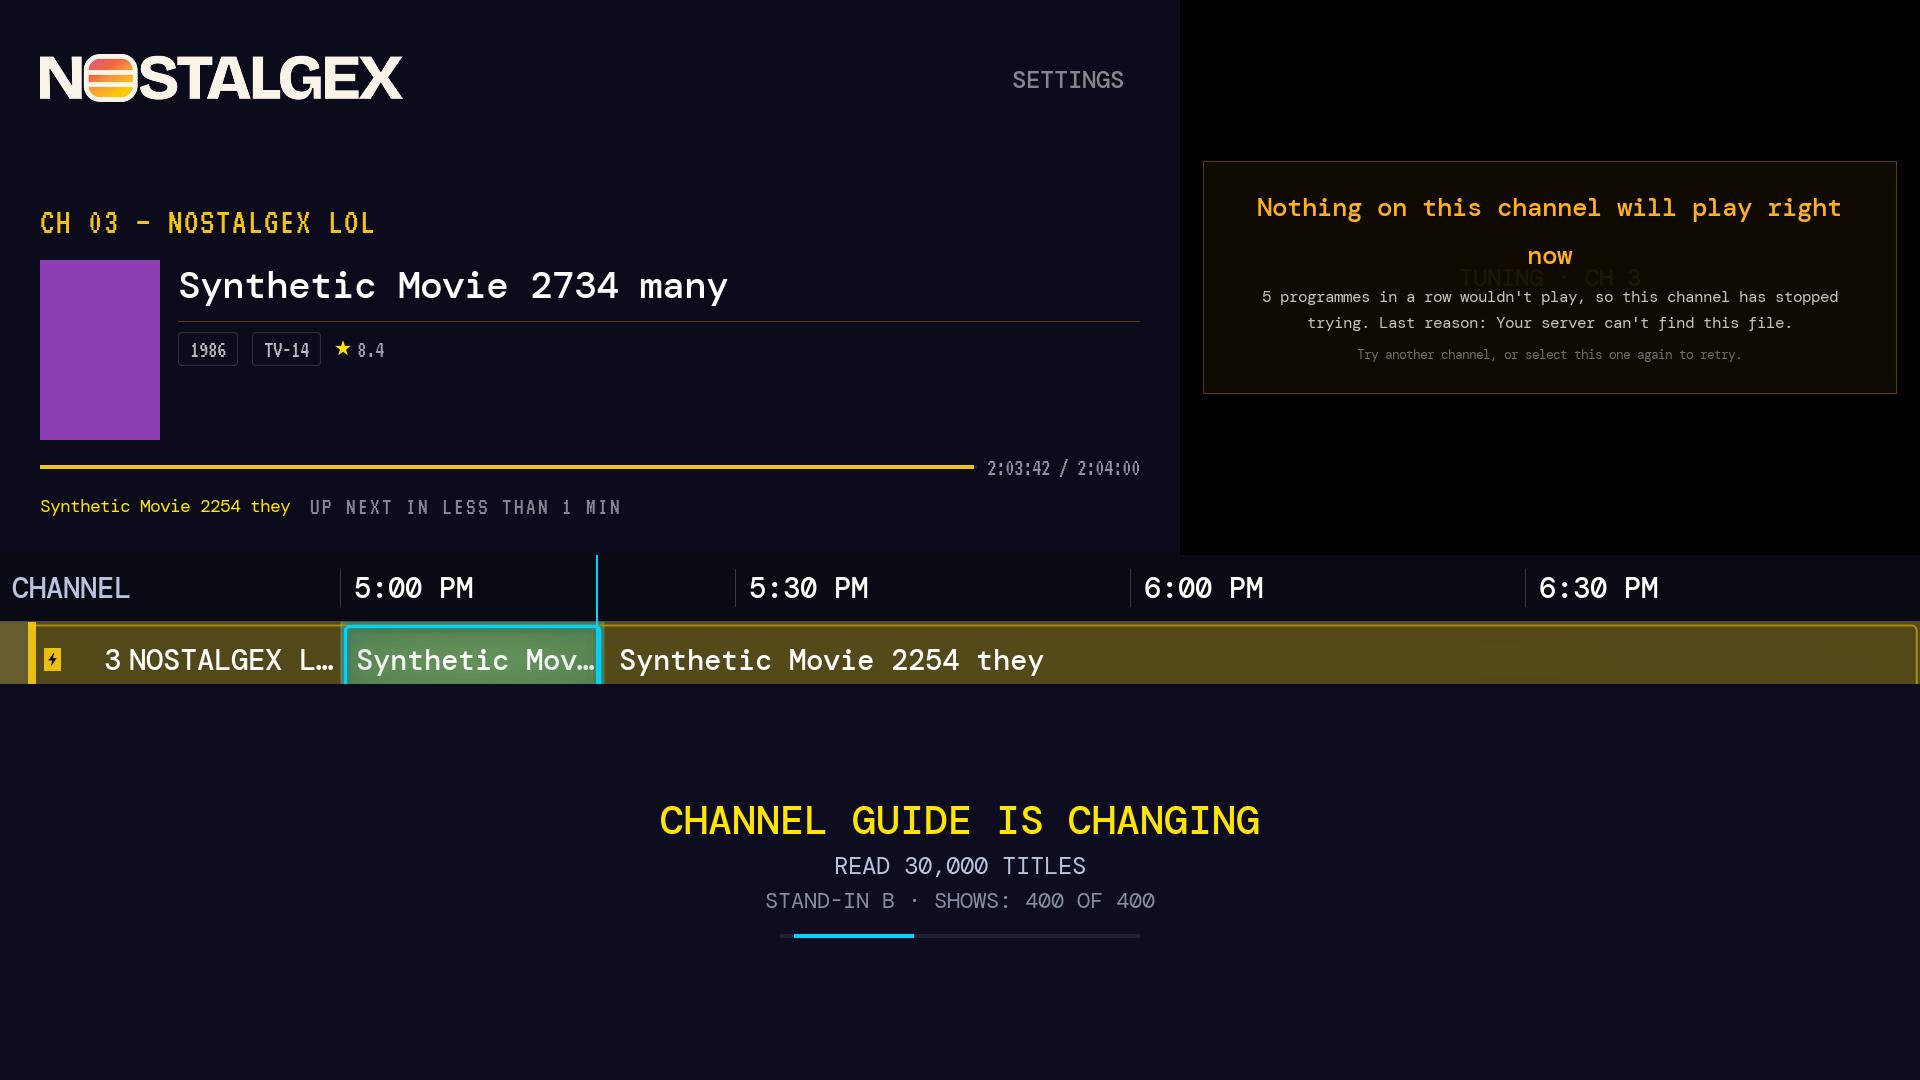 NOSTALGEX
SETTINGS
CH 03 – NOSTALGEX LOL
Synthetic Movie 2734 many
1986 TV-14 ★ 8.4
2:03:42 / 2:04:00
Synthetic Movie 2254 they UP NEXT IN LESS THAN 1 MIN
Nothing on this channel will play right
now
TUNING · CH 3
5 programmes in a row wouldn't play, so this channel has stopped
trying. Last reason: Your server can't find this file.
Try another channel, or select this one again to retry.
CHANNEL 5:00 PM 5:30 PM 6:00 PM 6:30 PM
3 NOSTALGEX L… Synthetic Mov… Synthetic Movie 2254 they
CHANNEL GUIDE IS CHANGING
READ 30,000 TITLES
STAND-IN B · SHOWS: 400 OF 400